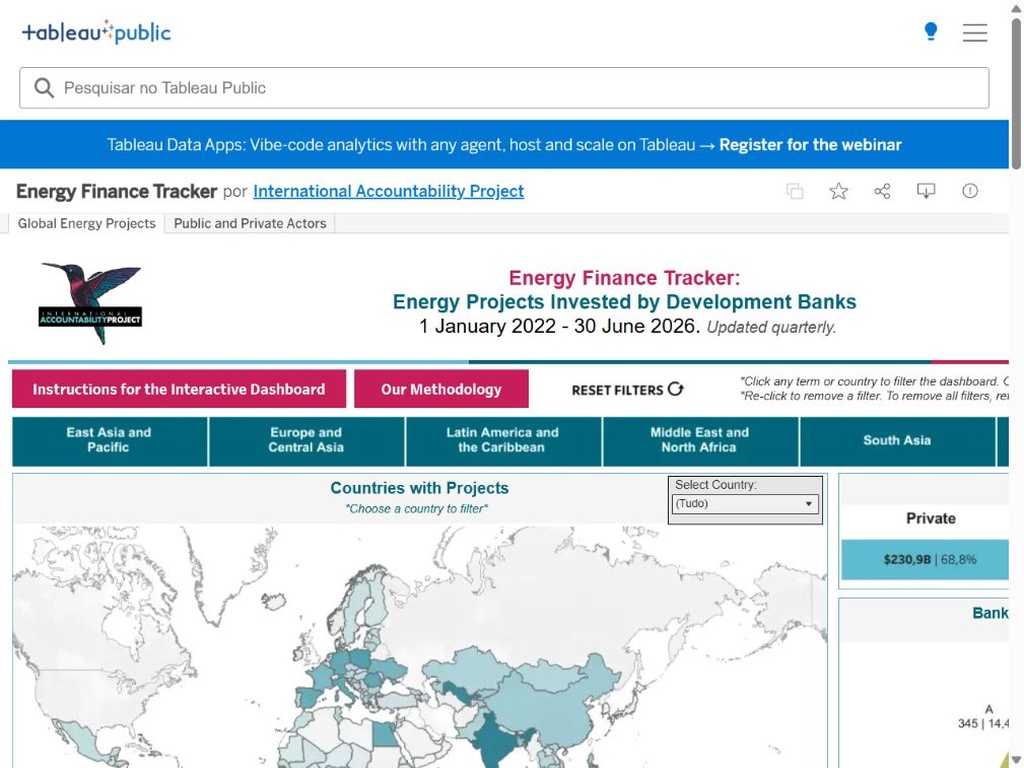 tableau public
Pesquisar no Tableau Public
Tableau Data Apps: Vibe-code analytics with any agent, host and scale on Tableau → Register for the webinar
Energy Finance Tracker por International Accountability Project
Global Energy Projects
Public and Private Actors
INTERNATIONAL
ACCOUNTABILITYPROJECT
Energy Finance Tracker:
Energy Projects Invested by Development Banks
1 January 2022 - 30 June 2026. Updated quarterly.
Instructions for the Interactive Dashboard
Our Methodology
RESET FILTERS
*Click any term or country to filter the dashboard.
*Re-click to remove a filter. To remove all filters,
East Asia and
Pacific
Europe and
Central Asia
Latin America and
the Caribbean
Middle East and
North Africa
South Asia
Countries with Projects
"Choose a country to filter"
Select Country:
(Tudo)
Private
$230,9B | 68,8%
Bank
A
345 | 14,4